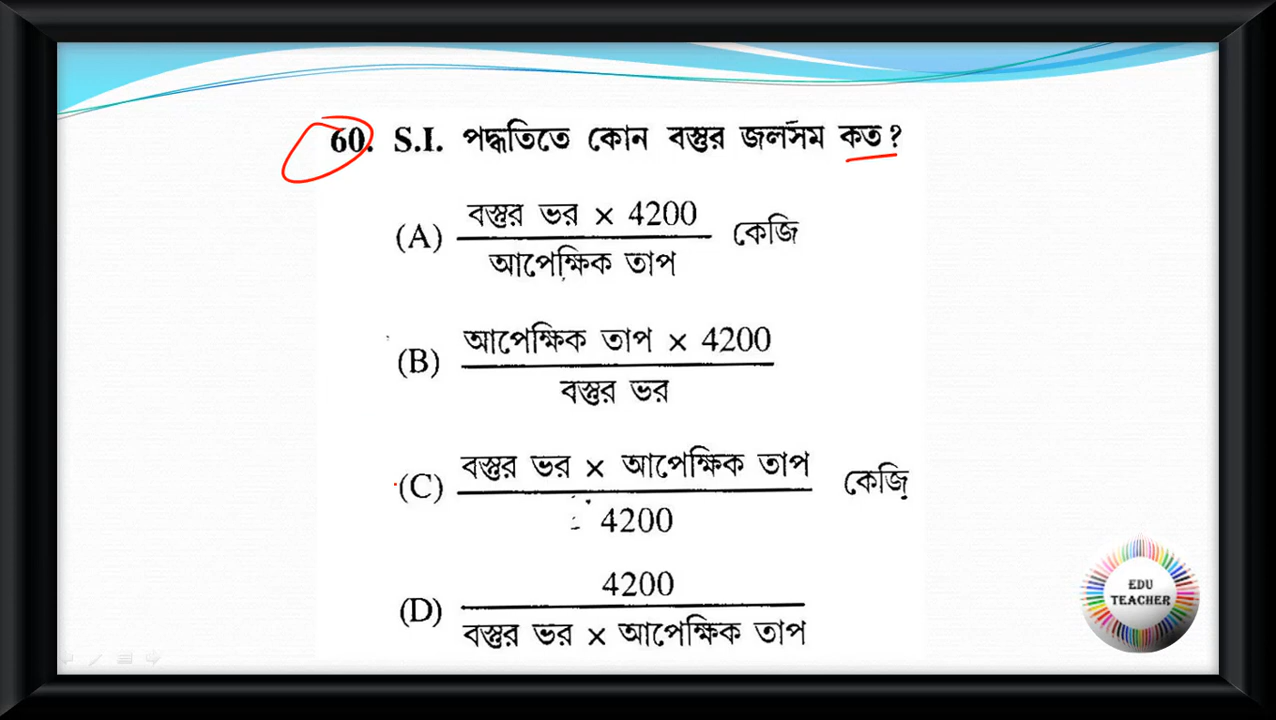 60. S.I. পদ্ধতিতে কোন বস্তুর জলসম কত?
(A) বস্তুর ভর × 4200 কেজি
আপেক্ষিক তাপ
(B) আপেক্ষিক তাপ × 4200
বস্তুর ভর
(C) বস্তুর ভর × আপেক্ষিক তাপ কেজি
4200
(D) 4200
বস্তুর ভর × আপেক্ষিক তাপ
EDU
TEACHER